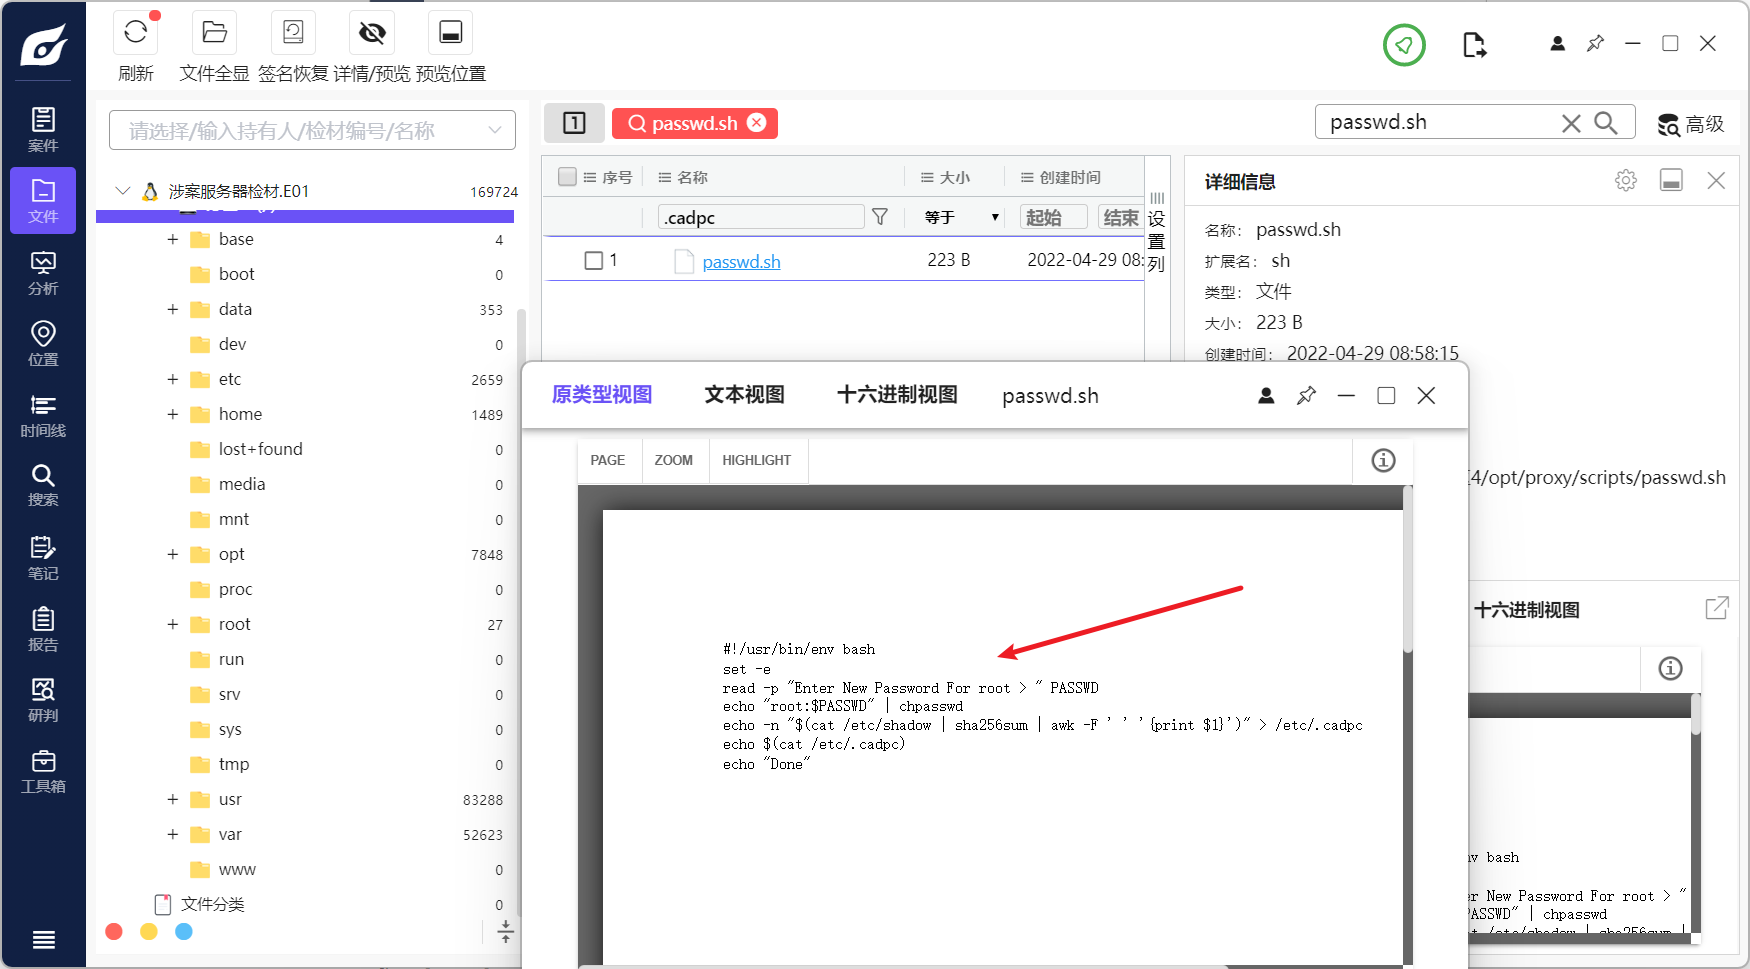 刷新
文件全显
签名恢复
详情/预览
预览位置
案件
文件
分析
位置
时间线
搜索
笔记
报告
研判
工具箱
请选择/输入持有人/检材编号/名称
涉案服务器检材.E01 169724
base 4
boot 0
data 353
dev 0
etc 2659
home 1489
lost+found 0
media 0
mnt 0
opt 7848
proc 0
root 27
run 0
srv 0
sys 0
tmp 0
usr 83288
var 52623
www 0
文件分类 0
1
passwd.sh
passwd.sh
高级
序号 名称 大小 创建时间
.cadpc 等于 起始 结束
1 passwd.sh 223 B 2022-04-29 08:
设置列
详细信息
名称: passwd.sh
扩展名: sh
类型: 文件
大小: 223 B
创建时间: 2022-04-29 08:58:15
4/opt/proxy/scripts/passwd.sh
十六进制视图
原类型视图 文本视图 十六进制视图 passwd.sh
PAGE ZOOM HIGHLIGHT
#!/usr/bin/env bash
set -e
read -p "Enter New Password For root > " PASSWD
echo "root:$PASSWD" | chpasswd
echo -n "$(cat /etc/shadow | sha256sum | awk -F ' ' '{print $1}')" > /etc/.cadpc
echo $(cat /etc/.cadpc)
echo "Done"
nv bash
er New Password For root > "
PASSWD" | chpasswd
t /etc/shadow | sha256sum |